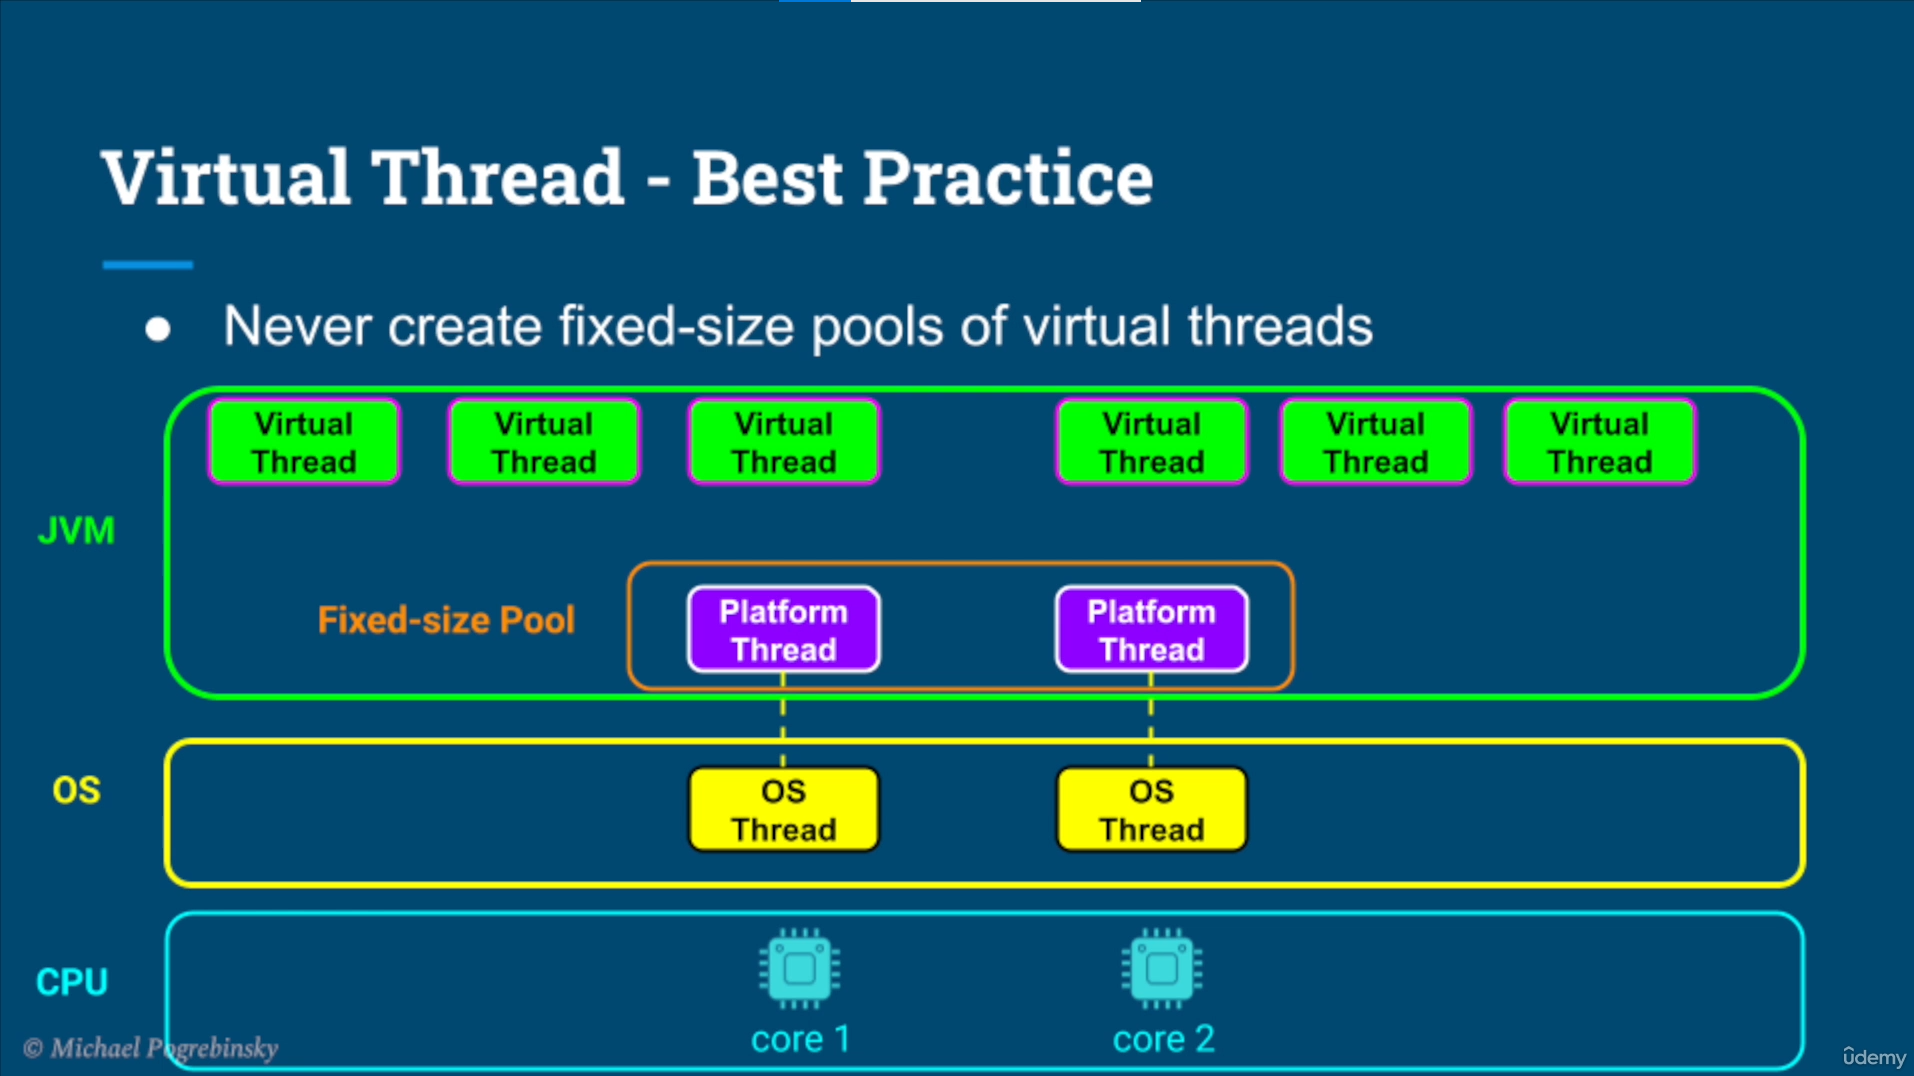 Virtual Thread - Best Practice
● Never create fixed-size pools of virtual threads
Virtual
Thread
Virtual
Thread
Virtual
Thread
Virtual
Thread
Virtual
Thread
Virtual
Thread
JVM
Fixed-size Pool
Platform
Thread
Platform
Thread
OS
OS
Thread
OS
Thread
CPU
core 1
core 2
© Michael Pogrebinsky
ûdemy